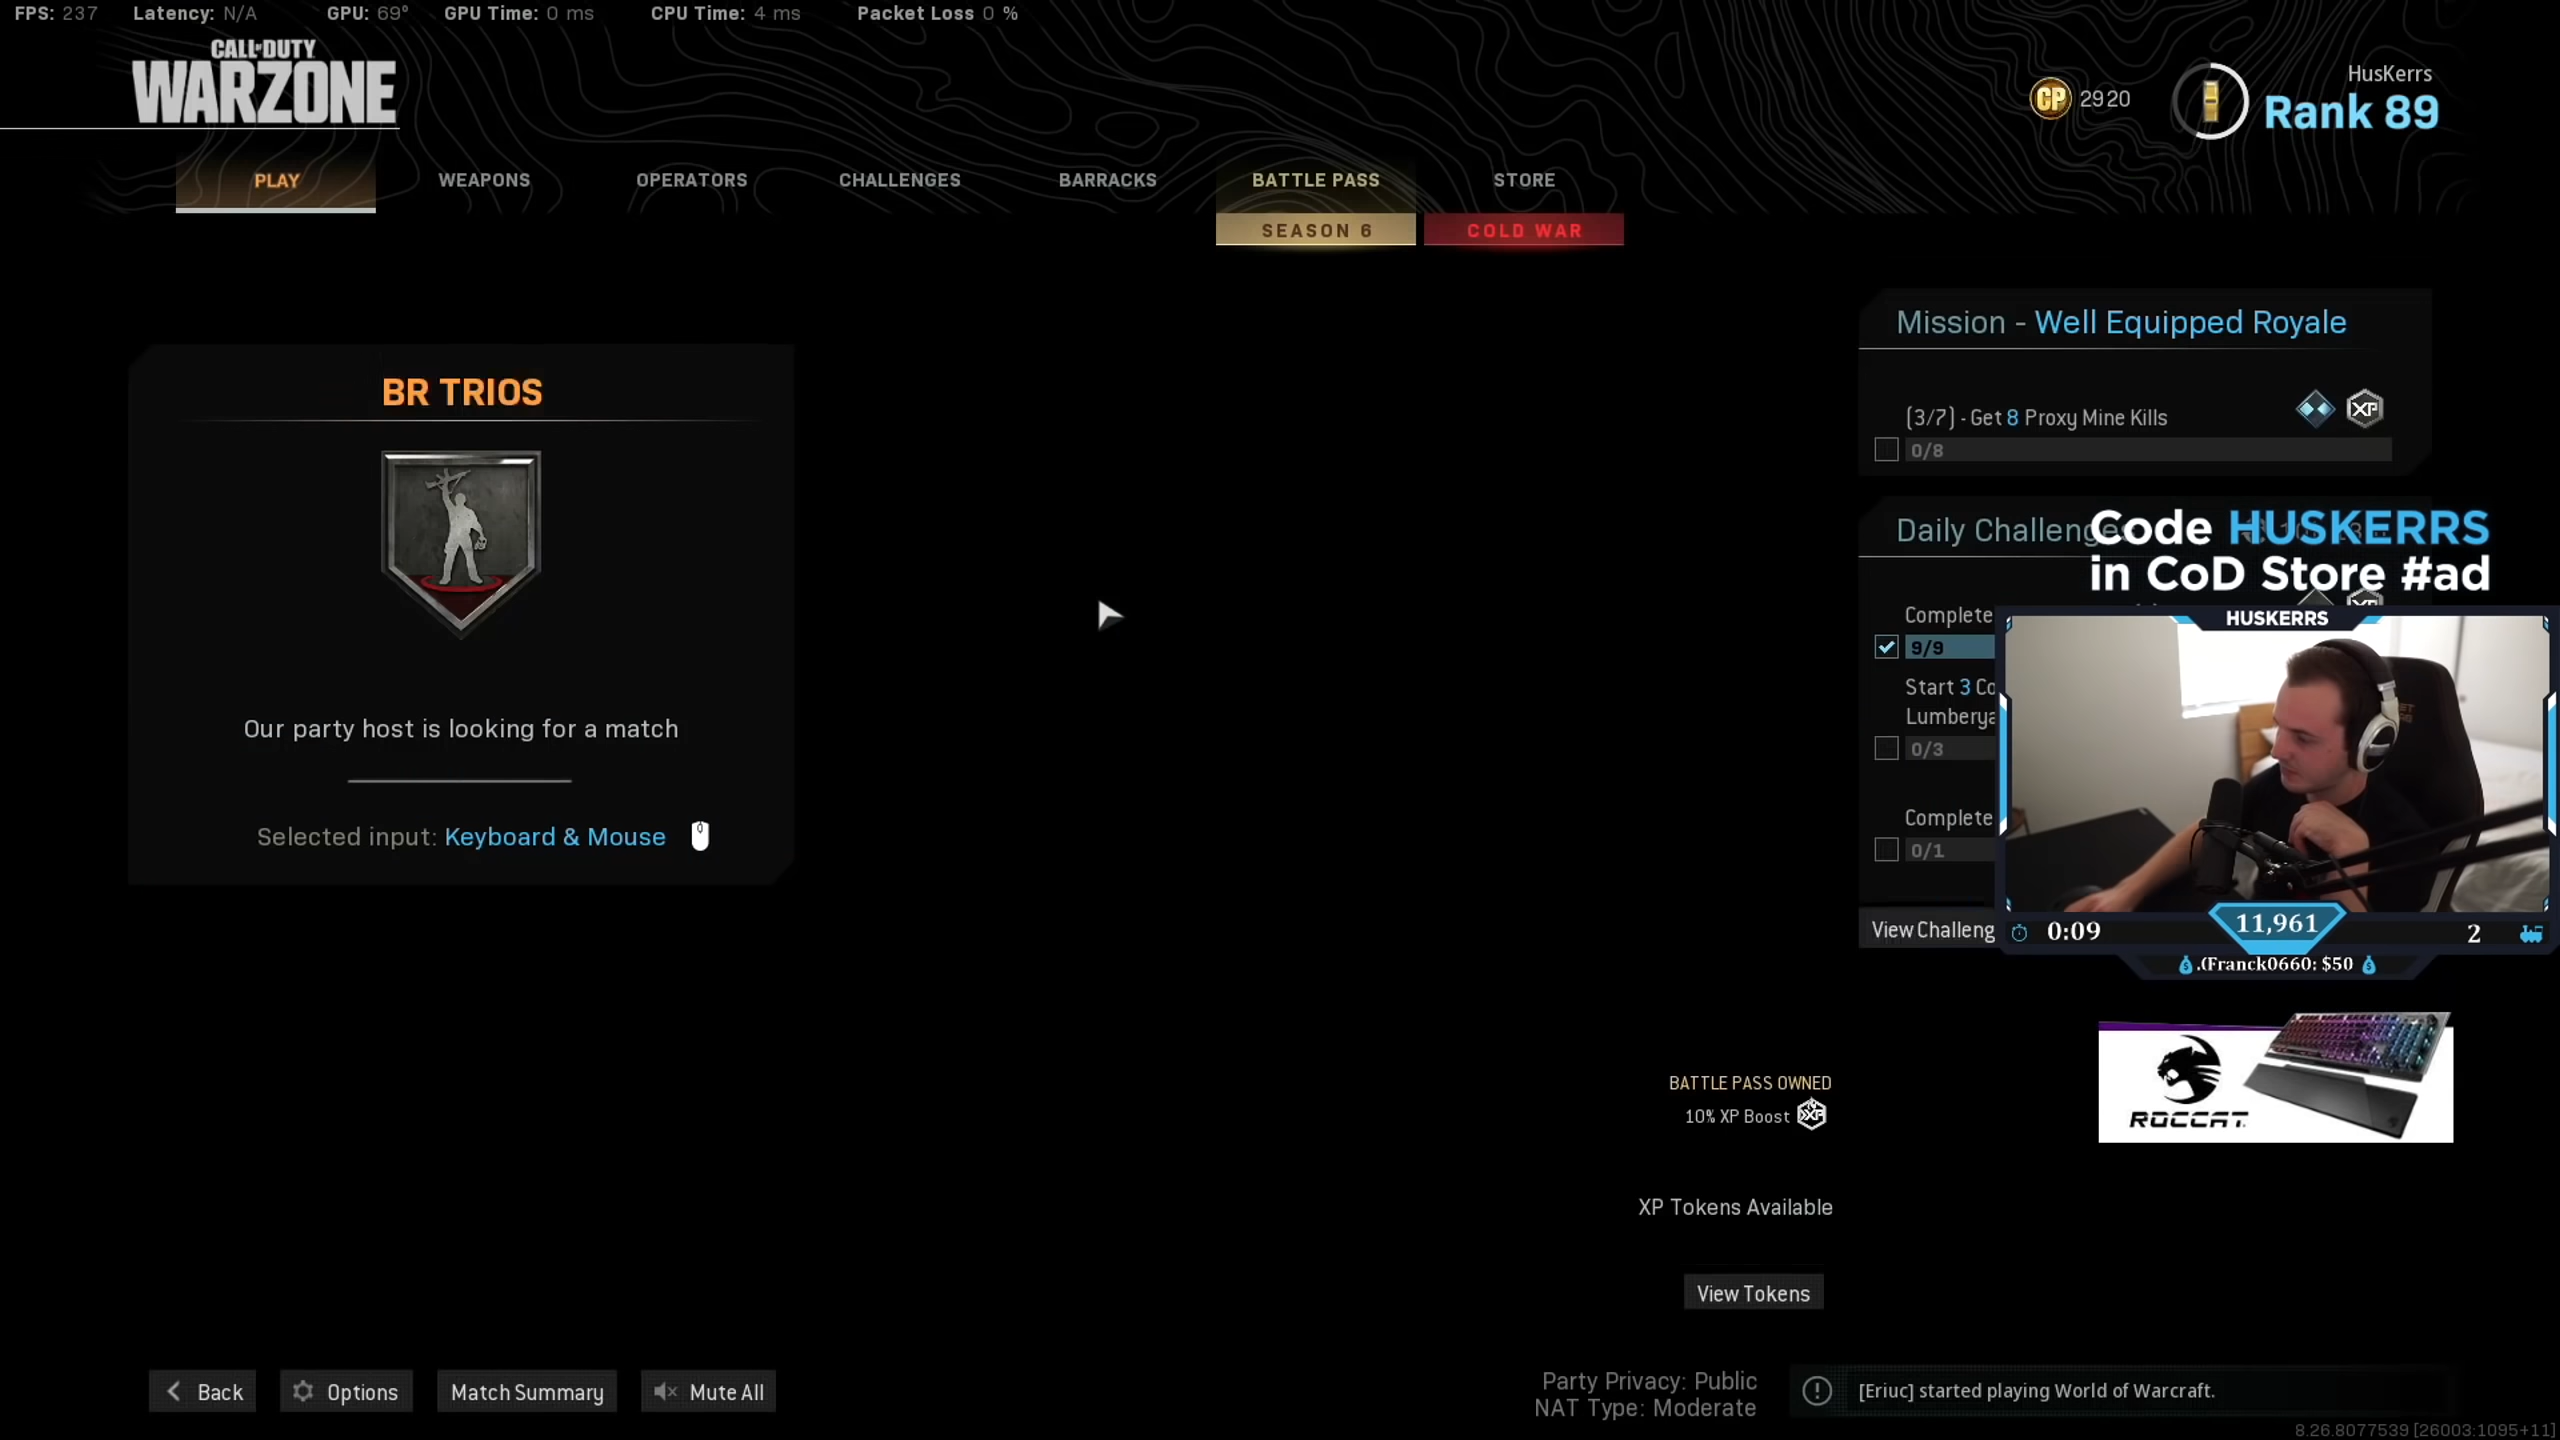 FPS: 237 Latency: N/A GPU: 69° GPU Time: 0 ms CPU Time: 4 ms Packet Loss 0 %
CALL OF DUTY
WARZONE
CP 2920
HusKerrs
Rank 89
PLAY WEAPONS OPERATORS CHALLENGES BARRACKS BATTLE PASS STORE
SEASON 6 COLD WAR
BR TRIOS
Our party host is looking for a match
Selected input: Keyboard & Mouse
Mission - Well Equipped Royale
(3/7) - Get 8 Proxy Mine Kills
XP
0/8
Daily Challenges
Code HUSKERRS
in CoD Store #ad
Complete
9/9
Start 3 Co
Lumberya
0/3
Complete
0/1
View Challeng
HUSKERRS
0:09 11,961 2
.(Franck0660: $50
ROCCAT
BATTLE PASS OWNED
10% XP Boost XP
XP Tokens Available
View Tokens
Back Options Match Summary Mute All
Party Privacy: Public
NAT Type: Moderate
[Eriuc] started playing World of Warcraft.
8.26.8077539 [26003:1095+11]